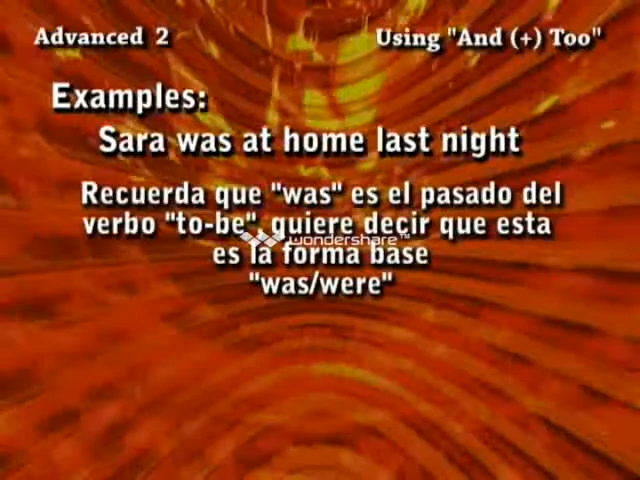 Advanced 2
Using "And (+) Too"
Examples:
Sara was at home last night
Recuerda que "was" es el pasado del
verbo "to-be", quiere decir que esta
wondershare™
es la forma base
"was/were"